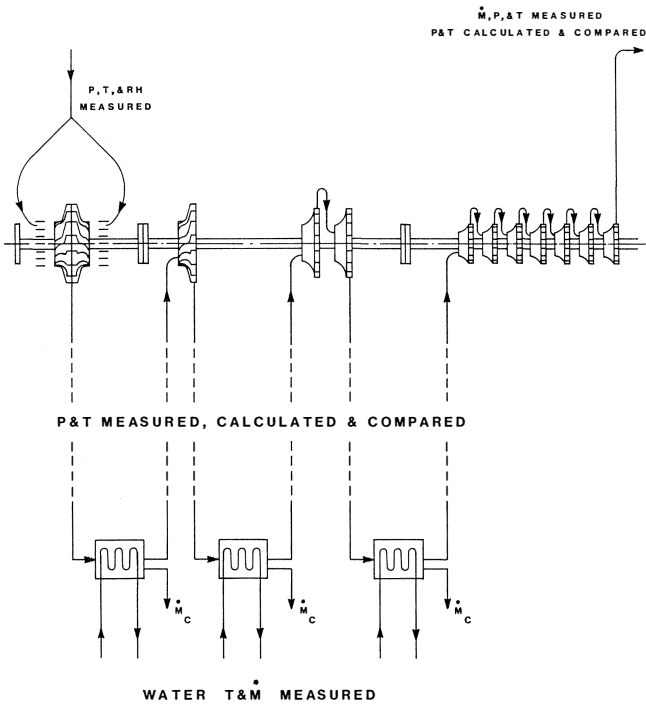 Ṁ, P, & T MEASURED
P&T CALCULATED & COMPARED
P, T, & RH
MEASURED
P&T MEASURED, CALCULATED & COMPARED
Ṁ C
Ṁ C
Ṁ C
WATER T&Ṁ MEASURED